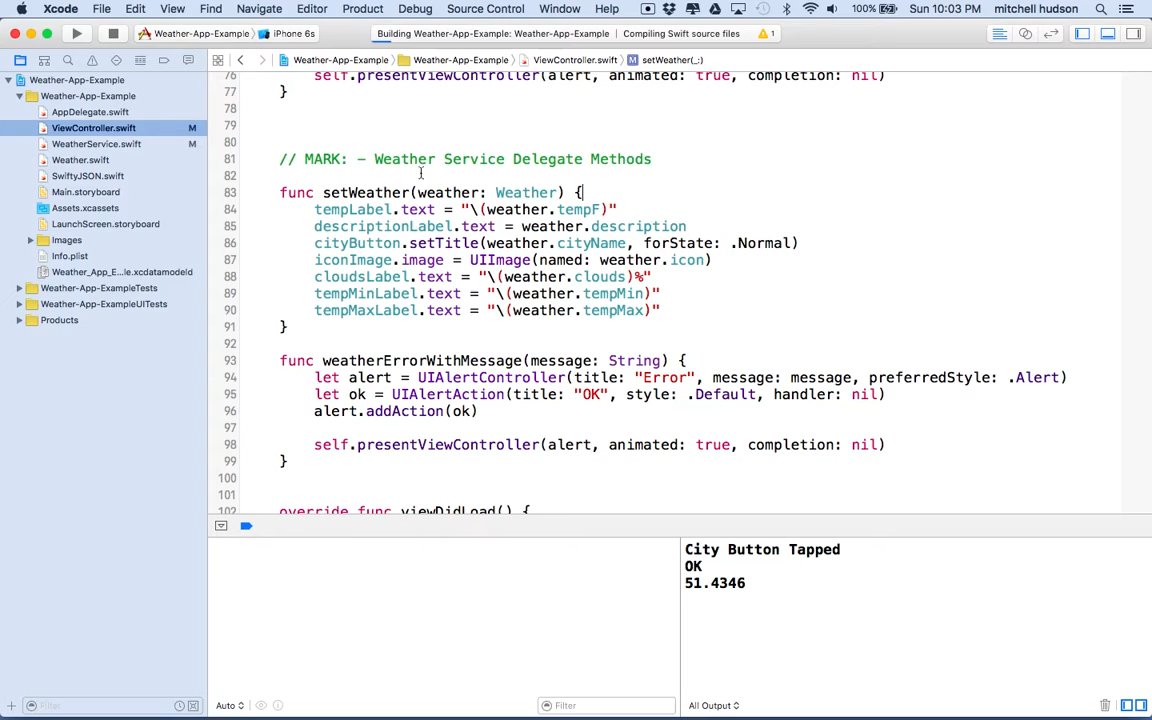 Xcode File Edit View Find Navigate Editor Product Debug Source Control Window Help 100% Sun 10:03 PM mitchell hudson
Weather-App-Example iPhone 6s Building Weather-App-Example: Weather-App-Example Compiling Swift source files 1
Weather-App-Example Weather-App-Example ViewController.swift M setWeather(_:)
Weather-App-Example
Weather-App-Example
AppDelegate.swift
ViewController.swift M
WeatherService.swift M
Weather.swift
SwiftyJSON.swift
Main.storyboard
Assets.xcassets
LaunchScreen.storyboard
Images
Info.plist
Weather_App_E...le.xcdatamodeld
Weather-App-ExampleTests
Weather-App-ExampleUITests
Products
Filter
76 self.presentViewController(alert, animated: true, completion: nil)
77 }
78
79
80
81 // MARK: - Weather Service Delegate Methods
82
83 func setWeather(weather: Weather) {
84 tempLabel.text = "\(weather.tempF)"
85 descriptionLabel.text = weather.description
86 cityButton.setTitle(weather.cityName, forState: .Normal)
87 iconImage.image = UIImage(named: weather.icon)
88 cloudsLabel.text = "\(weather.clouds)%"
89 tempMinLabel.text = "\(weather.tempMin)"
90 tempMaxLabel.text = "\(weather.tempMax)"
91 }
92
93 func weatherErrorWithMessage(message: String) {
94 let alert = UIAlertController(title: "Error", message: message, preferredStyle: .Alert)
95 let ok = UIAlertAction(title: "OK", style: .Default, handler: nil)
96 alert.addAction(ok)
97
98 self.presentViewController(alert, animated: true, completion: nil)
99 }
100
101
102 override func viewDidLoad() {
City Button Tapped
OK
51.4346
Auto Filter All Output